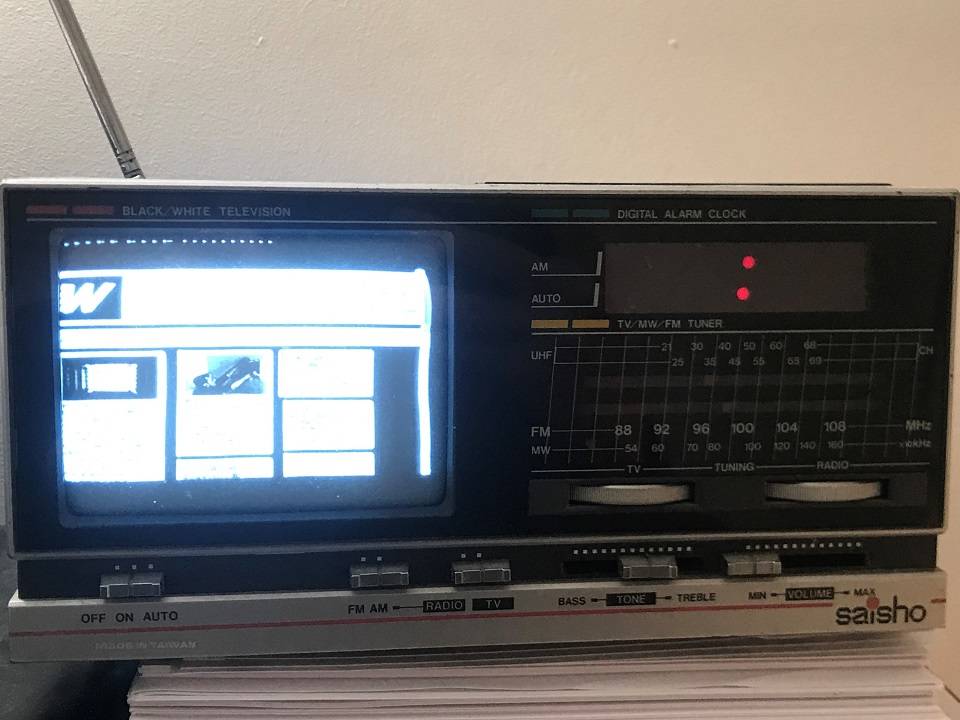 BLACK/WHITE TELEVISION
DIGITAL ALARM CLOCK
W
AM
AUTO
TV/MW/FM TUNER
UHF 21 30 40 50 60 68 CH
25 35 45 55 65 69
FM 88 92 96 100 104 108 MHz
MW 54 60 70 80 100 120 140 160
TV TUNING RADIO
OFF ON AUTO
FM AM RADIO TV
BASS TONE TREBLE
MIN VOLUME MAX
saisho
MADE IN TAIWAN